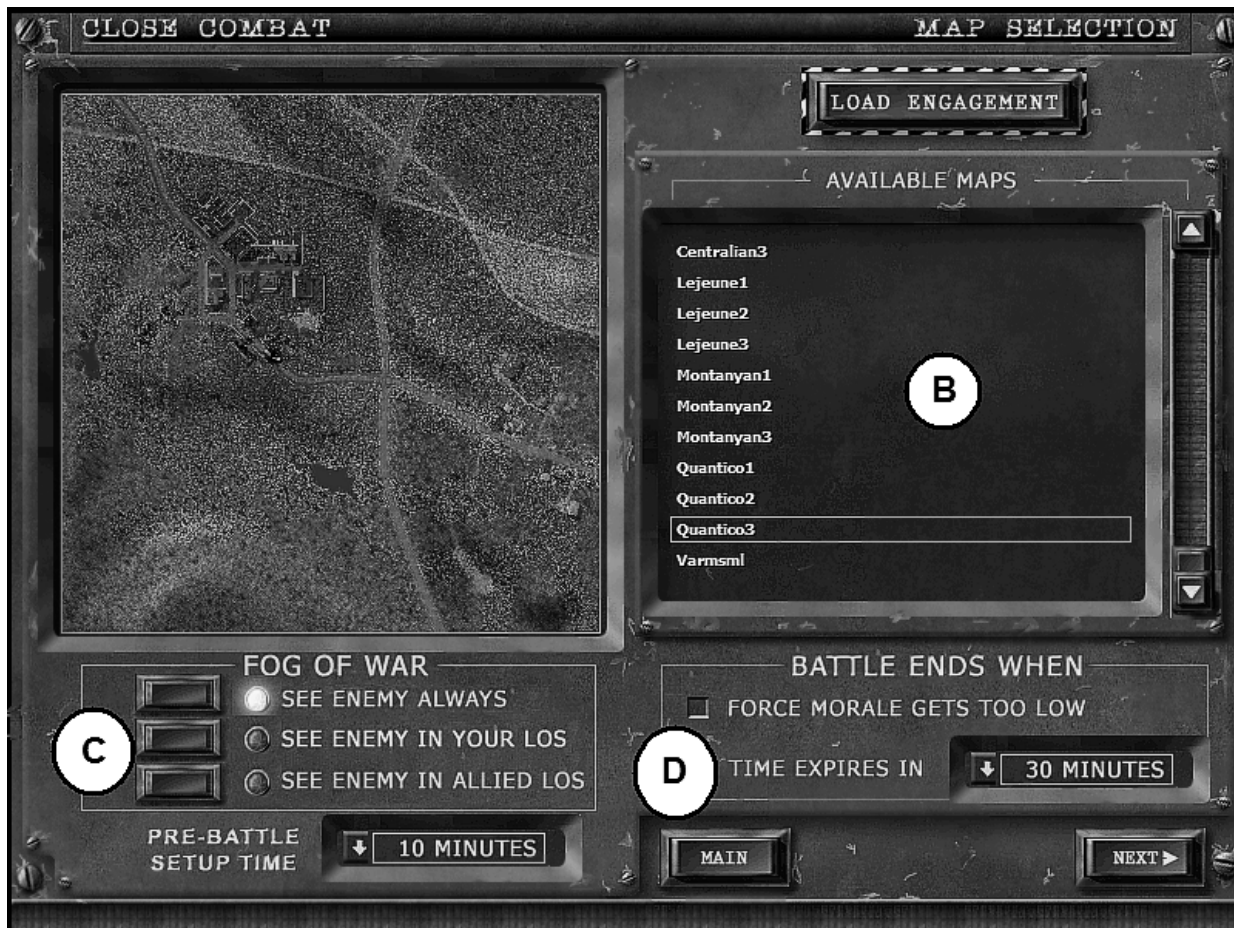 CLOSE COMBAT
MAP SELECTION
LOAD ENGAGEMENT
AVAILABLE MAPS
Centralian3
Lejeune1
Lejeune2
Lejeune3
Montanyan1
Montanyan2
Montanyan3
Quantico1
Quantico2
Quantico3
Varmsml
B
FOG OF WAR
SEE ENEMY ALWAYS
SEE ENEMY IN YOUR LOS
SEE ENEMY IN ALLIED LOS
C
PRE-BATTLE
SETUP TIME
10 MINUTES
BATTLE ENDS WHEN
FORCE MORALE GETS TOO LOW
D
TIME EXPIRES IN
30 MINUTES
MAIN
NEXT